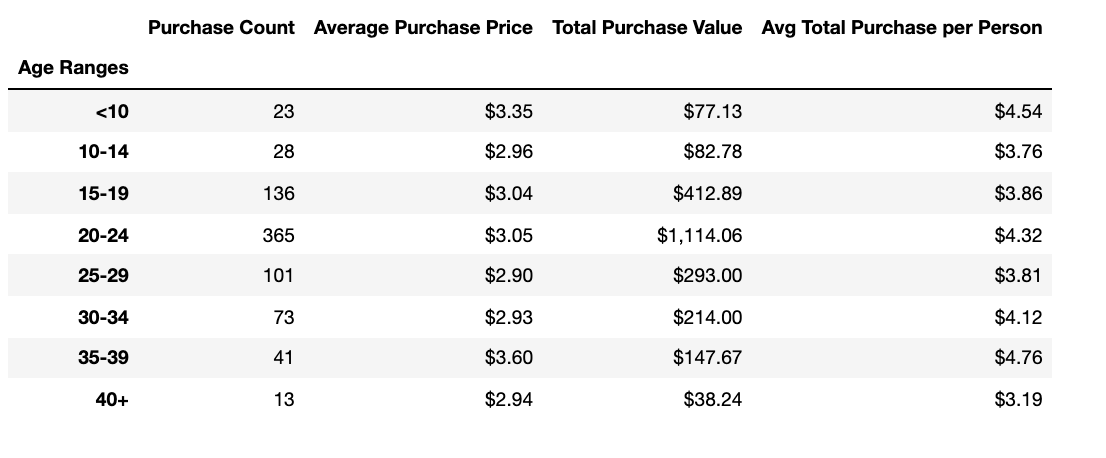 Purchase Count Average Purchase Price Total Purchase Value Avg Total Purchase per Person
Age Ranges
<10 23 $3.35 $77.13 $4.54
10-14 28 $2.96 $82.78 $3.76
15-19 136 $3.04 $412.89 $3.86
20-24 365 $3.05 $1,114.06 $4.32
25-29 101 $2.90 $293.00 $3.81
30-34 73 $2.93 $214.00 $4.12
35-39 41 $3.60 $147.67 $4.76
40+ 13 $2.94 $38.24 $3.19